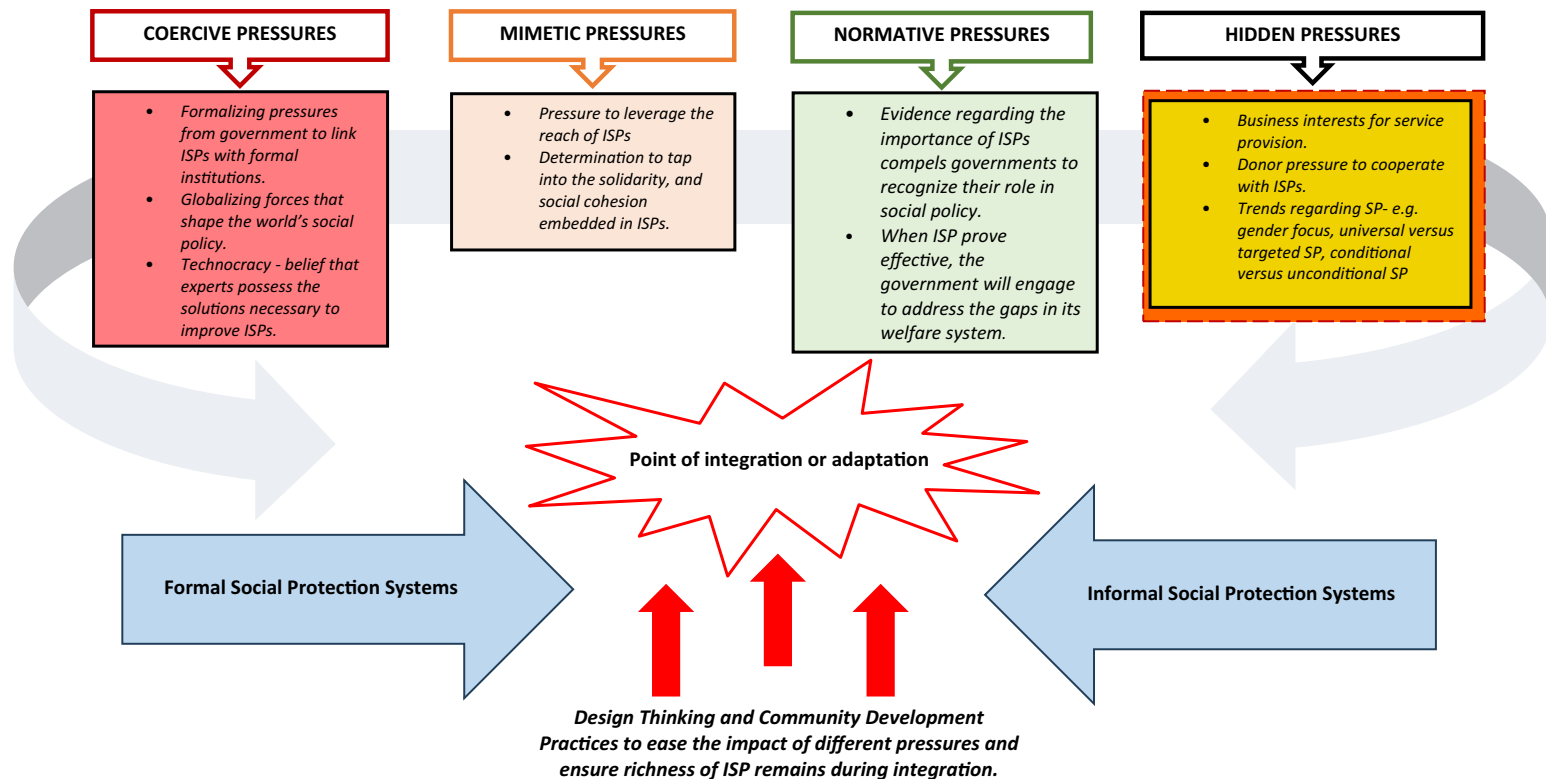 COERCIVE PRESSURES
• Formalizing pressures
from government to link
ISPs with formal
institutions.
• Globalizing forces that
shape the world's social
policy.
• Technocracy - belief that
experts possess the
solutions necessary to
improve ISPs.
MIMETIC PRESSURES
• Pressure to leverage the
reach of ISPs
• Determination to tap
into the solidarity, and
social cohesion
embedded in ISPs.
NORMATIVE PRESSURES
• Evidence regarding the
importance of ISPs
compels governments to
recognize their role in
social policy.
• When ISP prove
effective, the
government will engage
to address the gaps in its
welfare system.
HIDDEN PRESSURES
• Business interests for service
provision.
• Donor pressure to cooperate
with ISPs.
• Trends regarding SP- e.g.
gender focus, universal versus
targeted SP, conditional
versus unconditional SP
Point of integration or adaptation
Formal Social Protection Systems
Informal Social Protection Systems
Design Thinking and Community Development
Practices to ease the impact of different pressures and
ensure richness of ISP remains during integration.